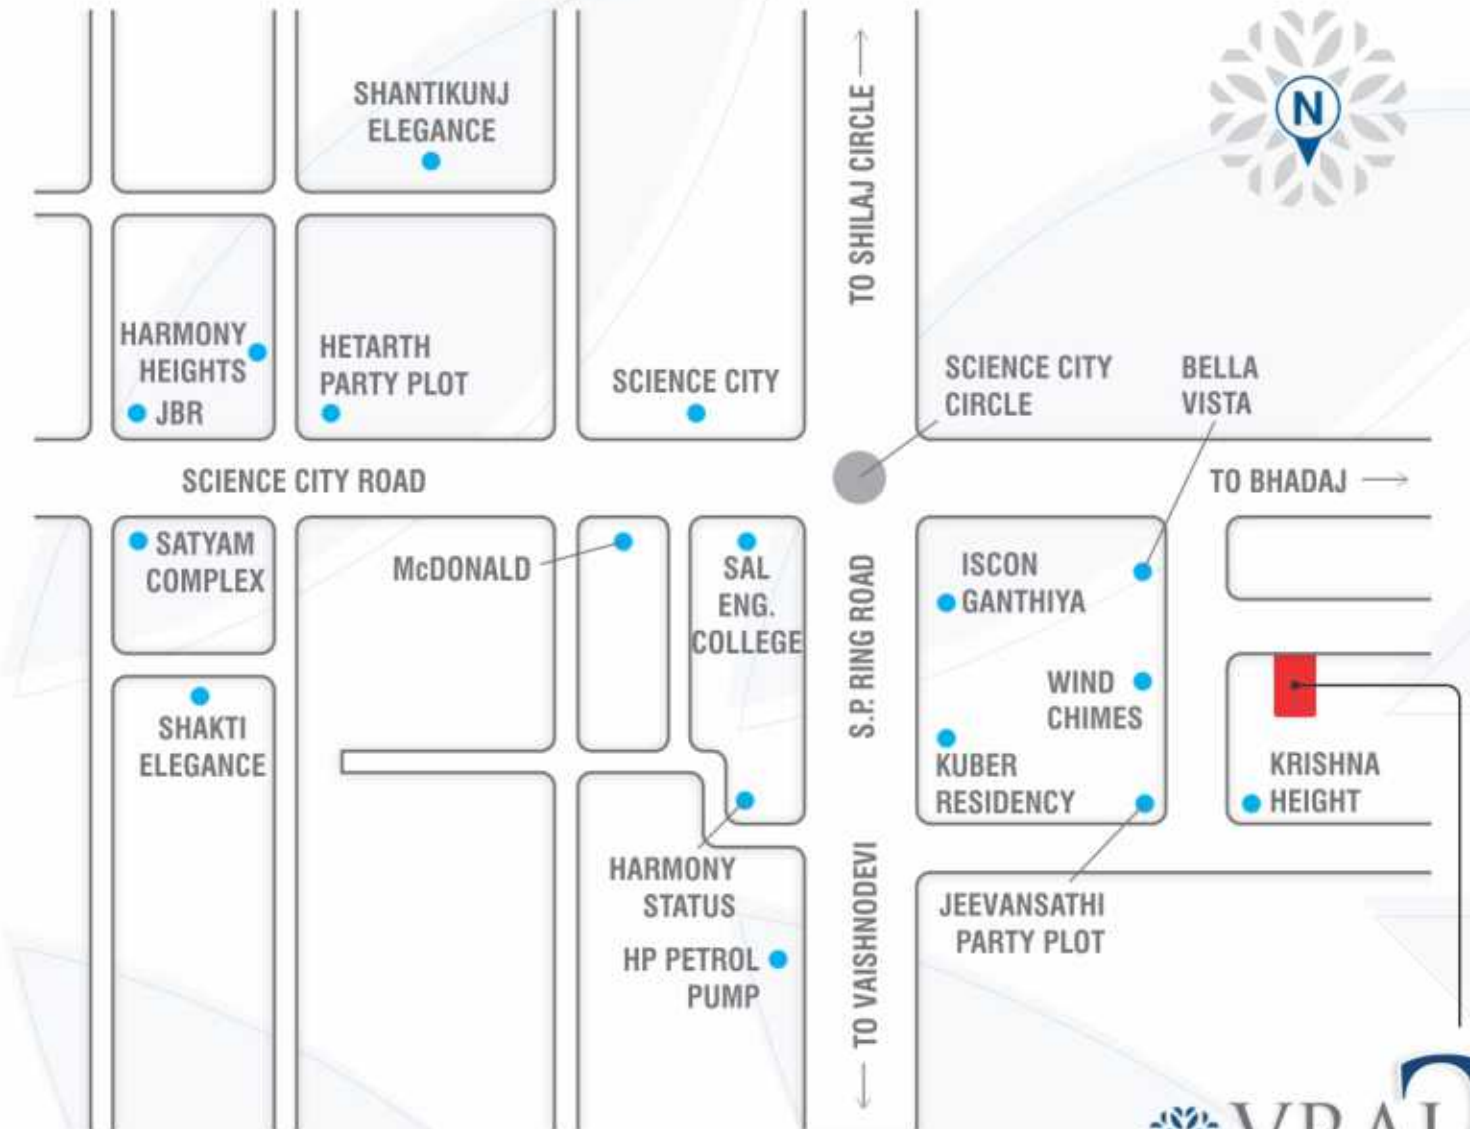 SHANTIKUNJ
ELEGANCE
N
TO SHILAJ CIRCLE
HARMONY
HEIGHTS
JBR
HETARTH
PARTY PLOT
SCIENCE CITY
SCIENCE CITY
CIRCLE
BELLA
VISTA
SCIENCE CITY ROAD
TO BHADAJ
SATYAM
COMPLEX
McDONALD
SAL
ENG.
COLLEGE
S.P. RING ROAD
ISCON
GANTHIYA
WIND
CHIMES
SHAKTI
ELEGANCE
KUBER
RESIDENCY
KRISHNA
HEIGHT
HARMONY
STATUS
JEEVANSATHI
PARTY PLOT
HP PETROL
PUMP
TO VAISHNODEVI